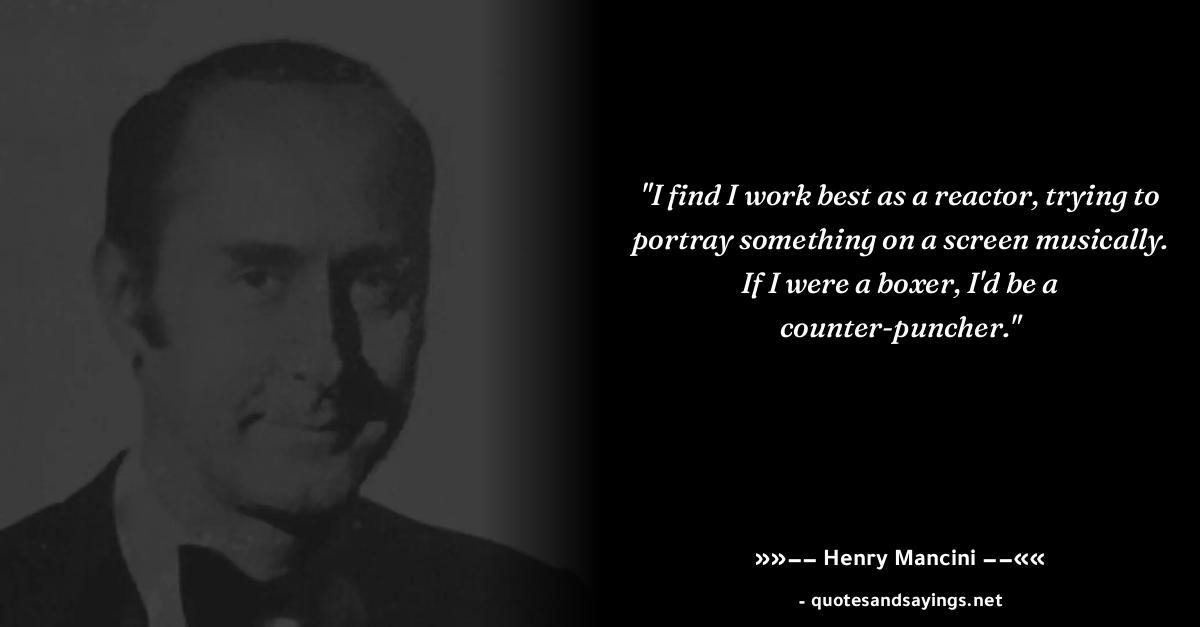 "I find I work best as a reactor, trying to
portray something on a screen musically.
If I were a boxer, I'd be a
counter-puncher."
»»−− Henry Mancini −−««
- quotesandsayings.net